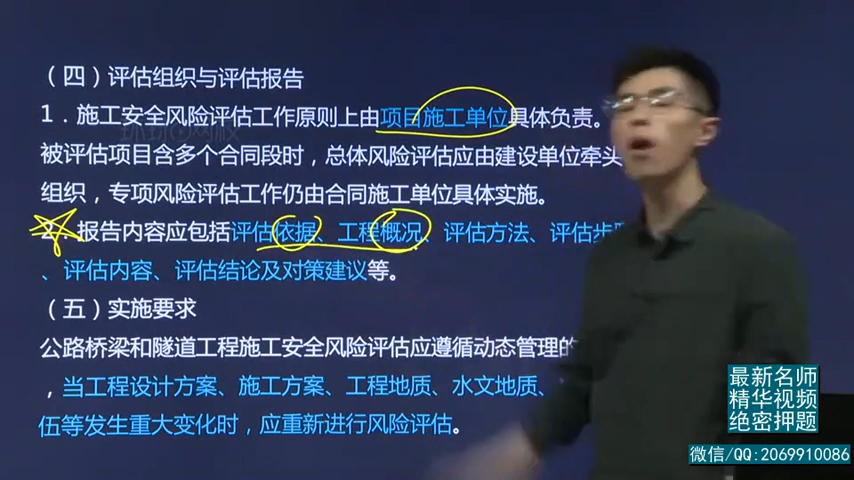 （四）评估组织与评估报告
1．施工安全风险评估工作原则上由项目施工单位具体负责。
被评估项目含多个合同段时，总体风险评估应由建设单位牵头
组织，专项风险评估工作仍由合同施工单位具体实施。
2．报告内容应包括评估依据、工程概况、评估方法、评估步
、评估内容、评估结论及对策建议等。
（五）实施要求
公路桥梁和隧道工程施工安全风险评估应遵循动态管理的
，当工程设计方案、施工方案、工程地质、水文地质、
伍等发生重大变化时，应重新进行风险评估。
最新名师
精华视频
绝密押题
微信/QQ:2069910086